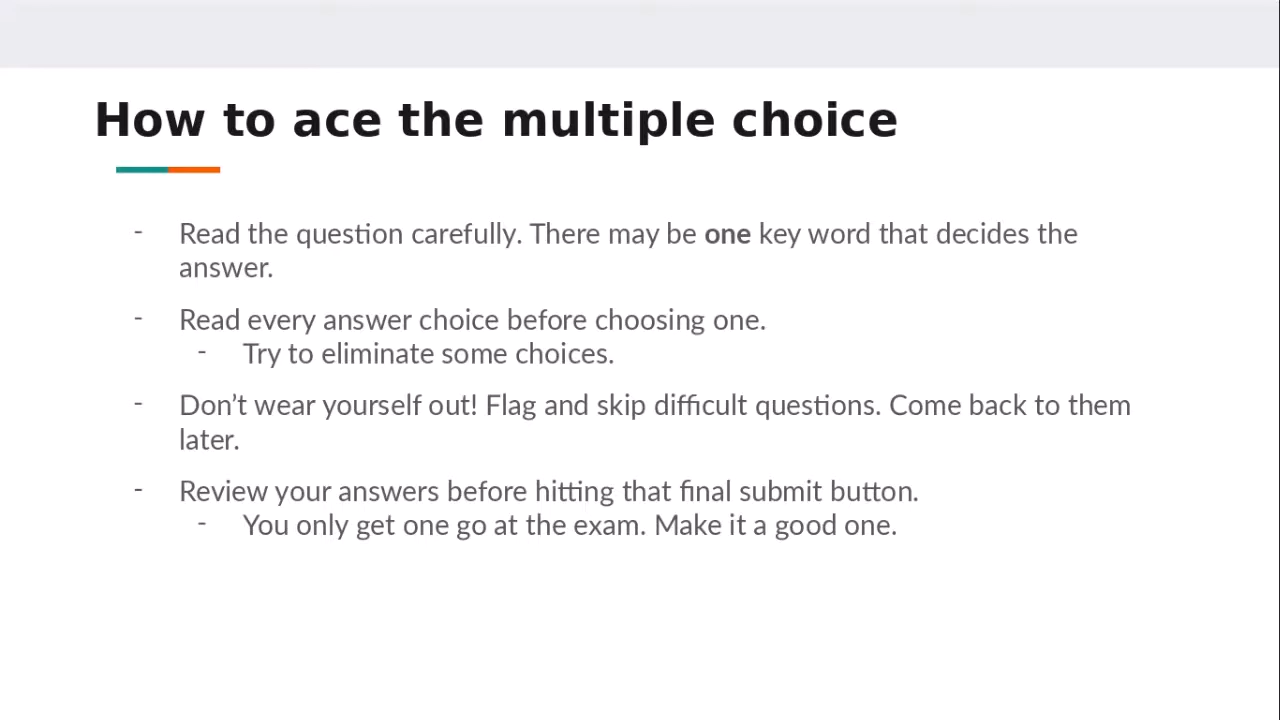 How to ace the multiple choice
- Read the question carefully. There may be one key word that decides the
answer.
- Read every answer choice before choosing one.
- Try to eliminate some choices.
- Don’t wear yourself out! Flag and skip difficult questions. Come back to them
later.
- Review your answers before hitting that final submit button.
- You only get one go at the exam. Make it a good one.